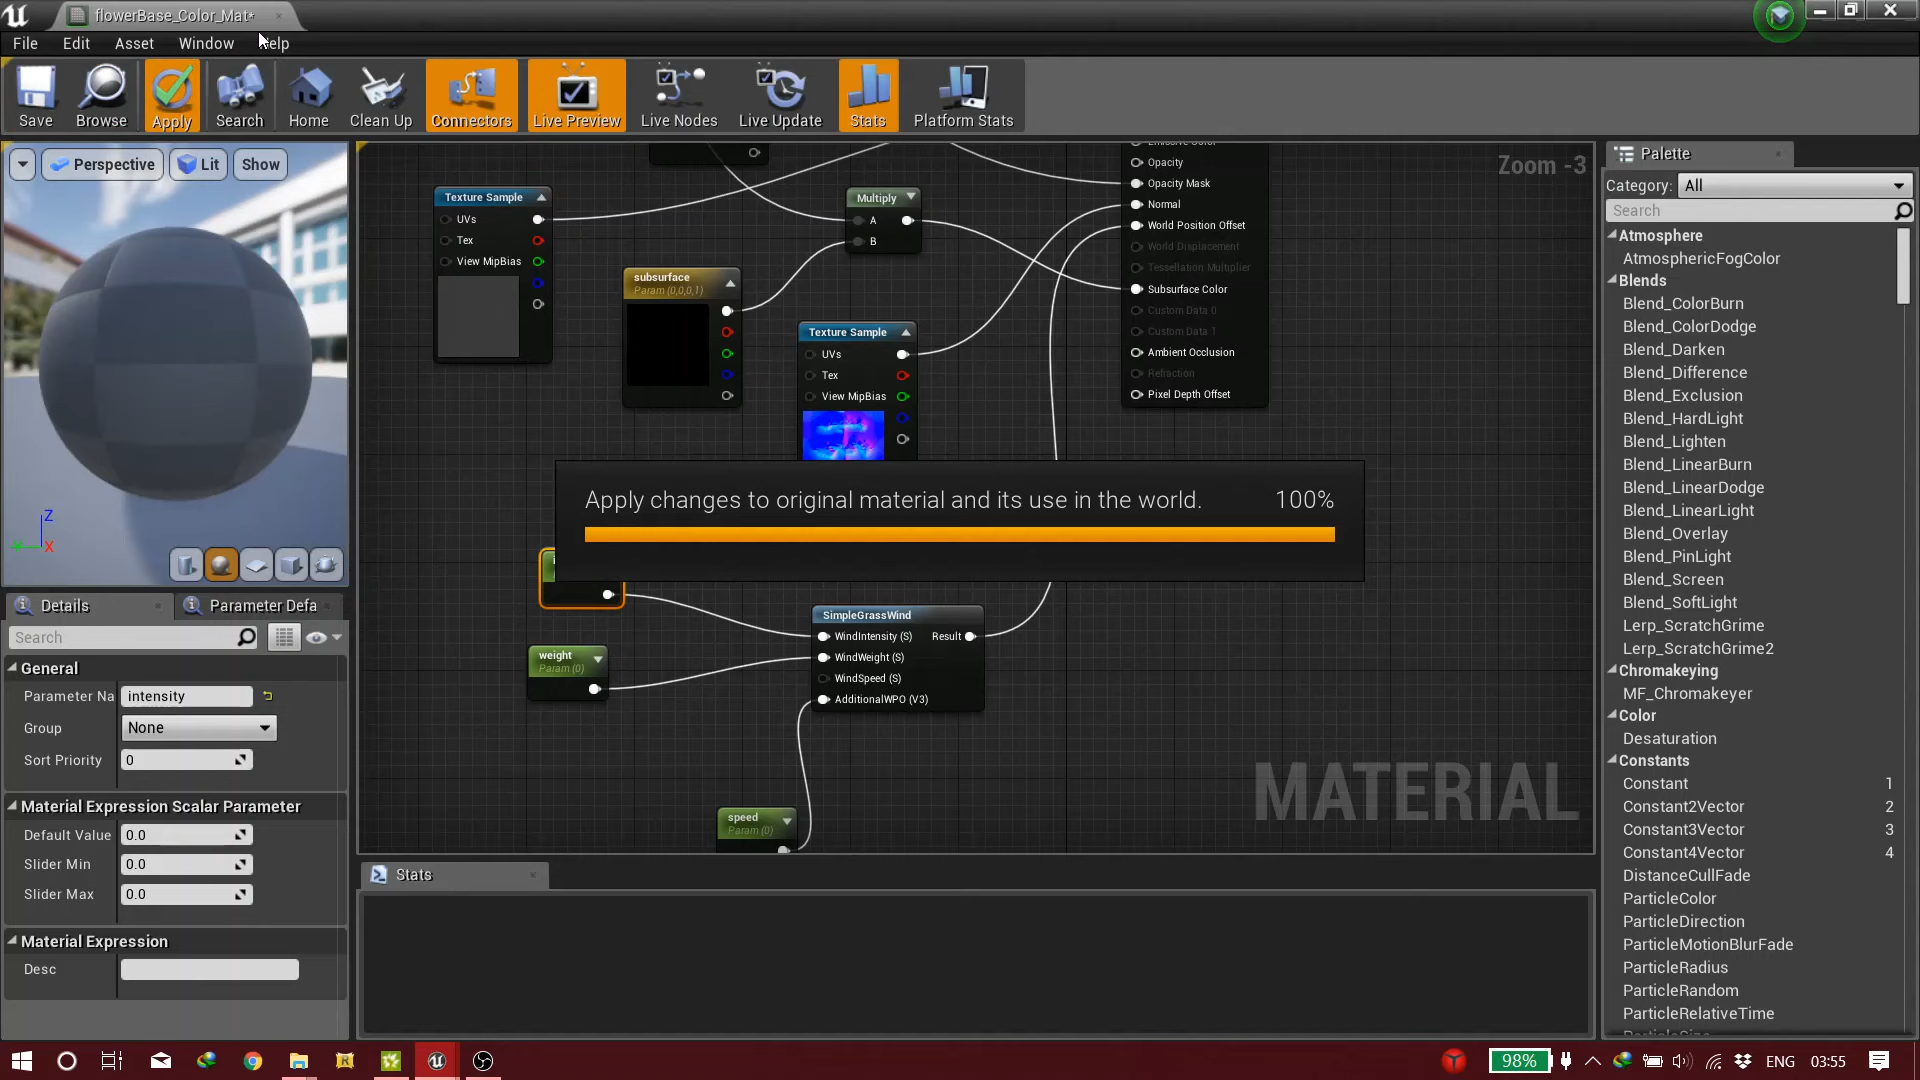 flowerBase_Color_Mat*
File Edit Asset Window Help
Save Browse Apply Search Home Clean Up Connectors Live Preview Live Nodes Live Update Stats Platform Stats
Perspective Lit Show
Z
X
Zoom -3
Texture Sample
UVs
Tex
View MipBias
subsurface
Param (0,0,0,1)
Multiply
A
B
Texture Sample
UVs
Tex
View MipBias
Emissive Color
Opacity
Opacity Mask
Normal
World Position Offset
World Displacement
Tessellation Multiplier
Subsurface Color
Custom Data 0
Custom Data 1
Ambient Occlusion
Refraction
Pixel Depth Offset
Apply changes to original material and its use in the world. 100%
weight
Param (0)
SimpleGrassWind
WindIntensity (S) Result
WindWeight (S)
WindSpeed (S)
AdditionalWPO (V3)
speed
Param (0)
MATERIAL
Details
Parameter Defa
Search
General
Parameter Na intensity
Group None
Sort Priority 0
Material Expression Scalar Parameter
Default Value 0.0
Slider Min 0.0
Slider Max 0.0
Material Expression
Desc
Stats
Palette
Category: All
Search
Atmosphere
AtmosphericFogColor
Blends
Blend_ColorBurn
Blend_ColorDodge
Blend_Darken
Blend_Difference
Blend_Exclusion
Blend_HardLight
Blend_Lighten
Blend_LinearBurn
Blend_LinearDodge
Blend_LinearLight
Blend_Overlay
Blend_PinLight
Blend_Screen
Blend_SoftLight
Lerp_ScratchGrime
Lerp_ScratchGrime2
Chromakeying
MF_Chromakeyer
Color
Desaturation
Constants
Constant 1
Constant2Vector 2
Constant3Vector 3
Constant4Vector 4
DistanceCullFade
ParticleColor
ParticleDirection
ParticleMotionBlurFade
ParticleRadius
ParticleRandom
ParticleRelativeTime
ParticleSize
98% ENG 03:55